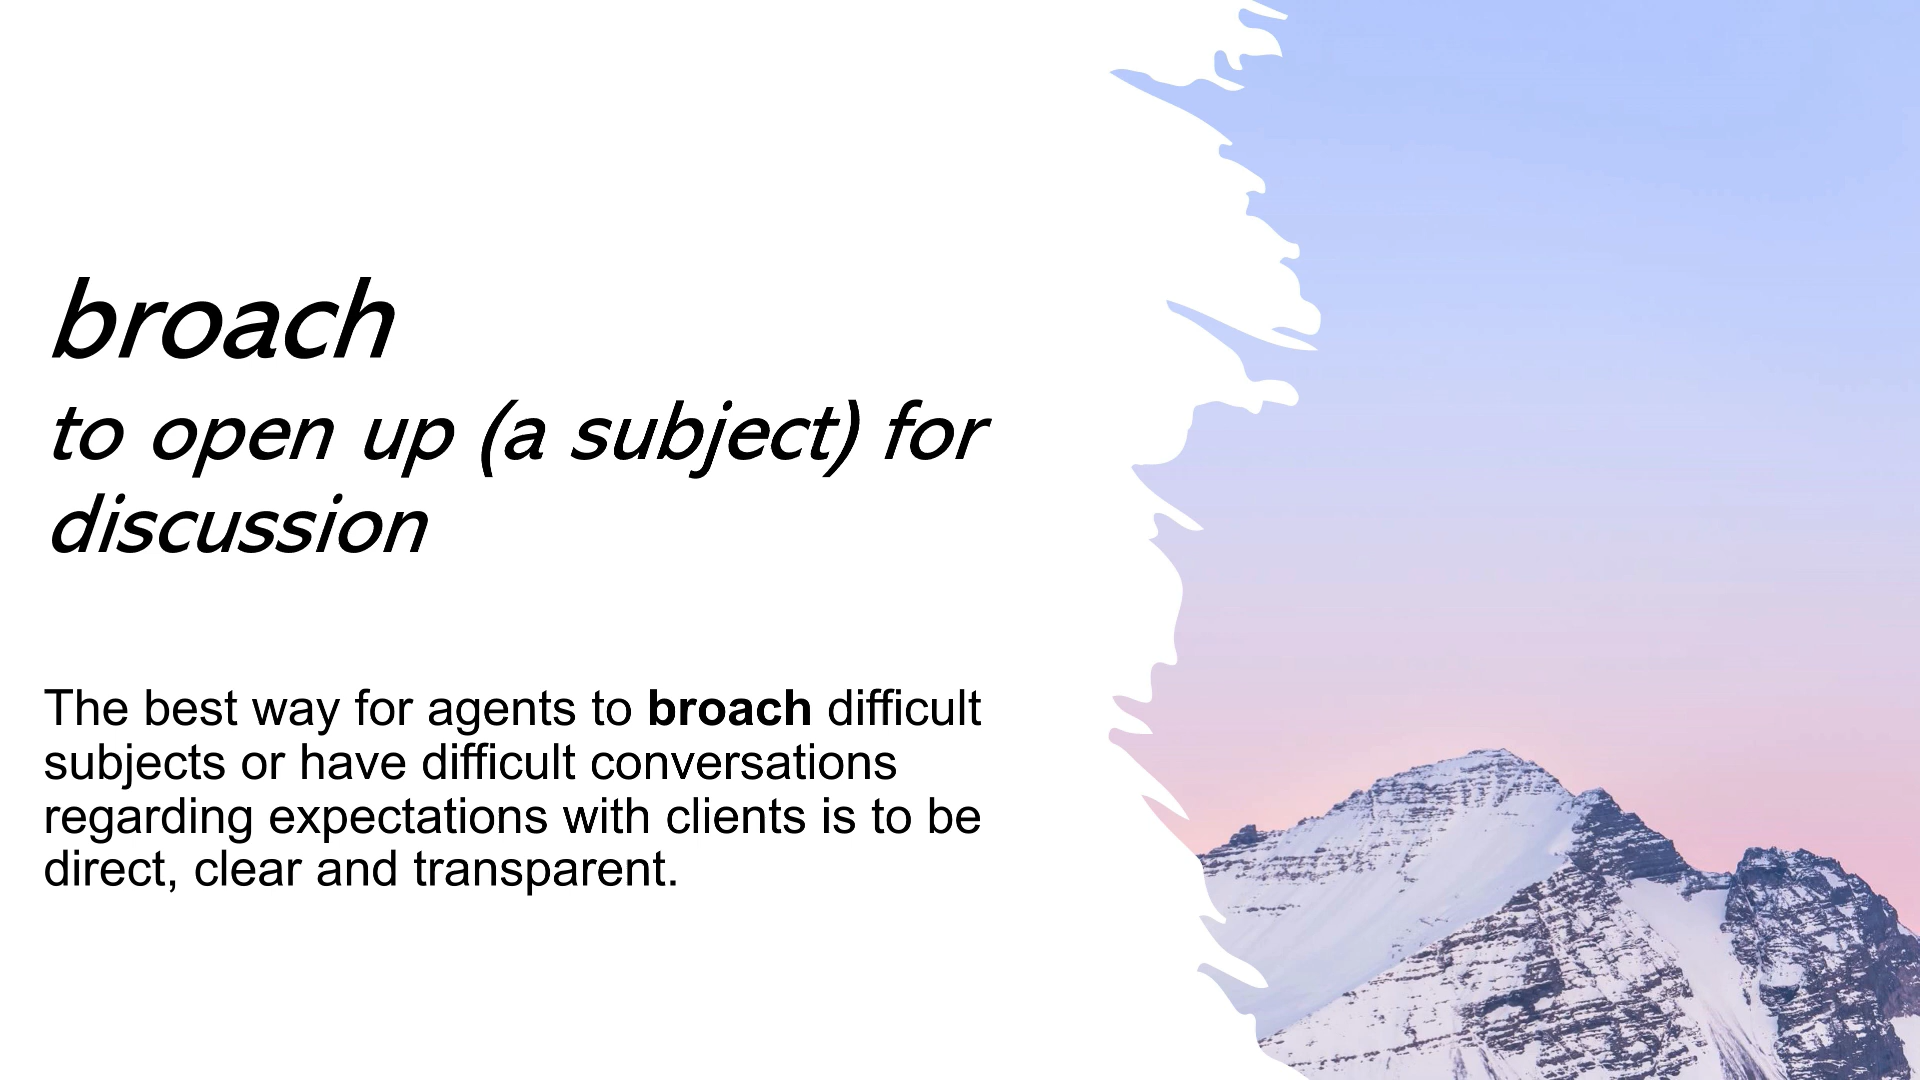 broach
to open up (a subject) for
discussion
The best way for agents to broach difficult
subjects or have difficult conversations
regarding expectations with clients is to be
direct, clear and transparent.